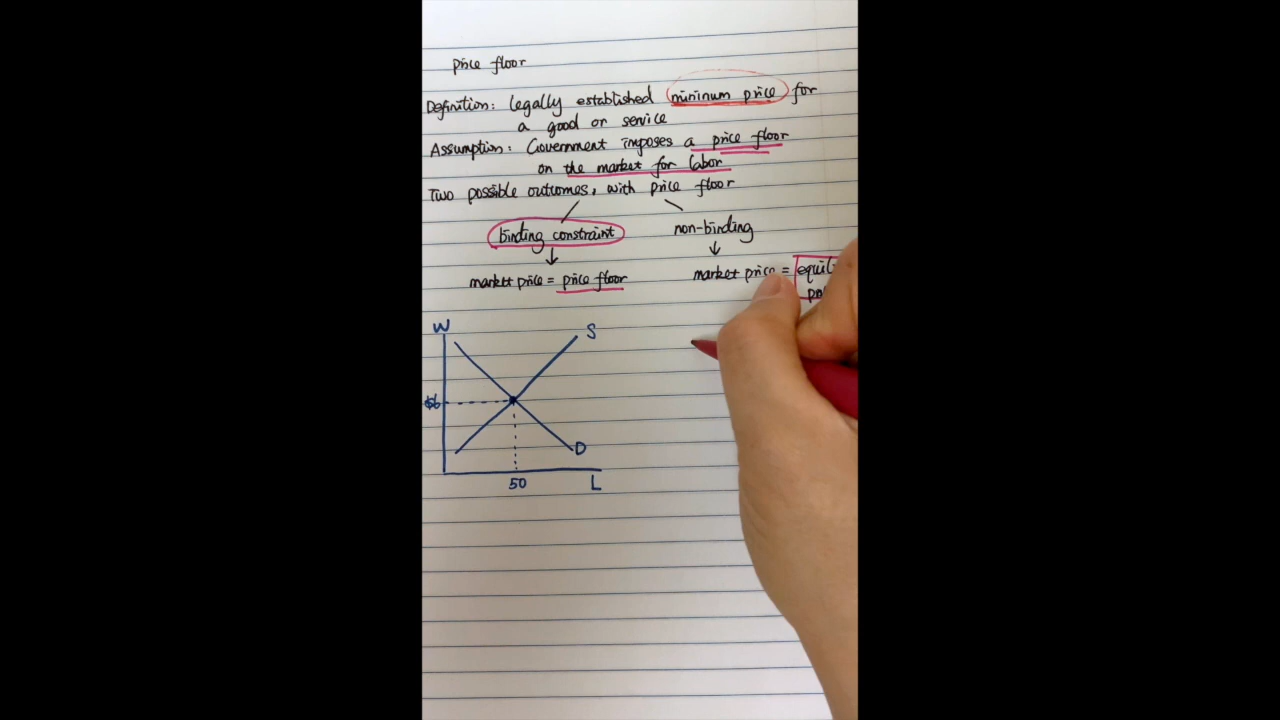 price floor
Definition: legally established minimum price for
a good or service
Assumption: Government imposes a price floor
on the market for labor
Two possible outcomes, with price floor
binding constraint non-binding
market price = price floor market price =
W
S
$6
D
50 L